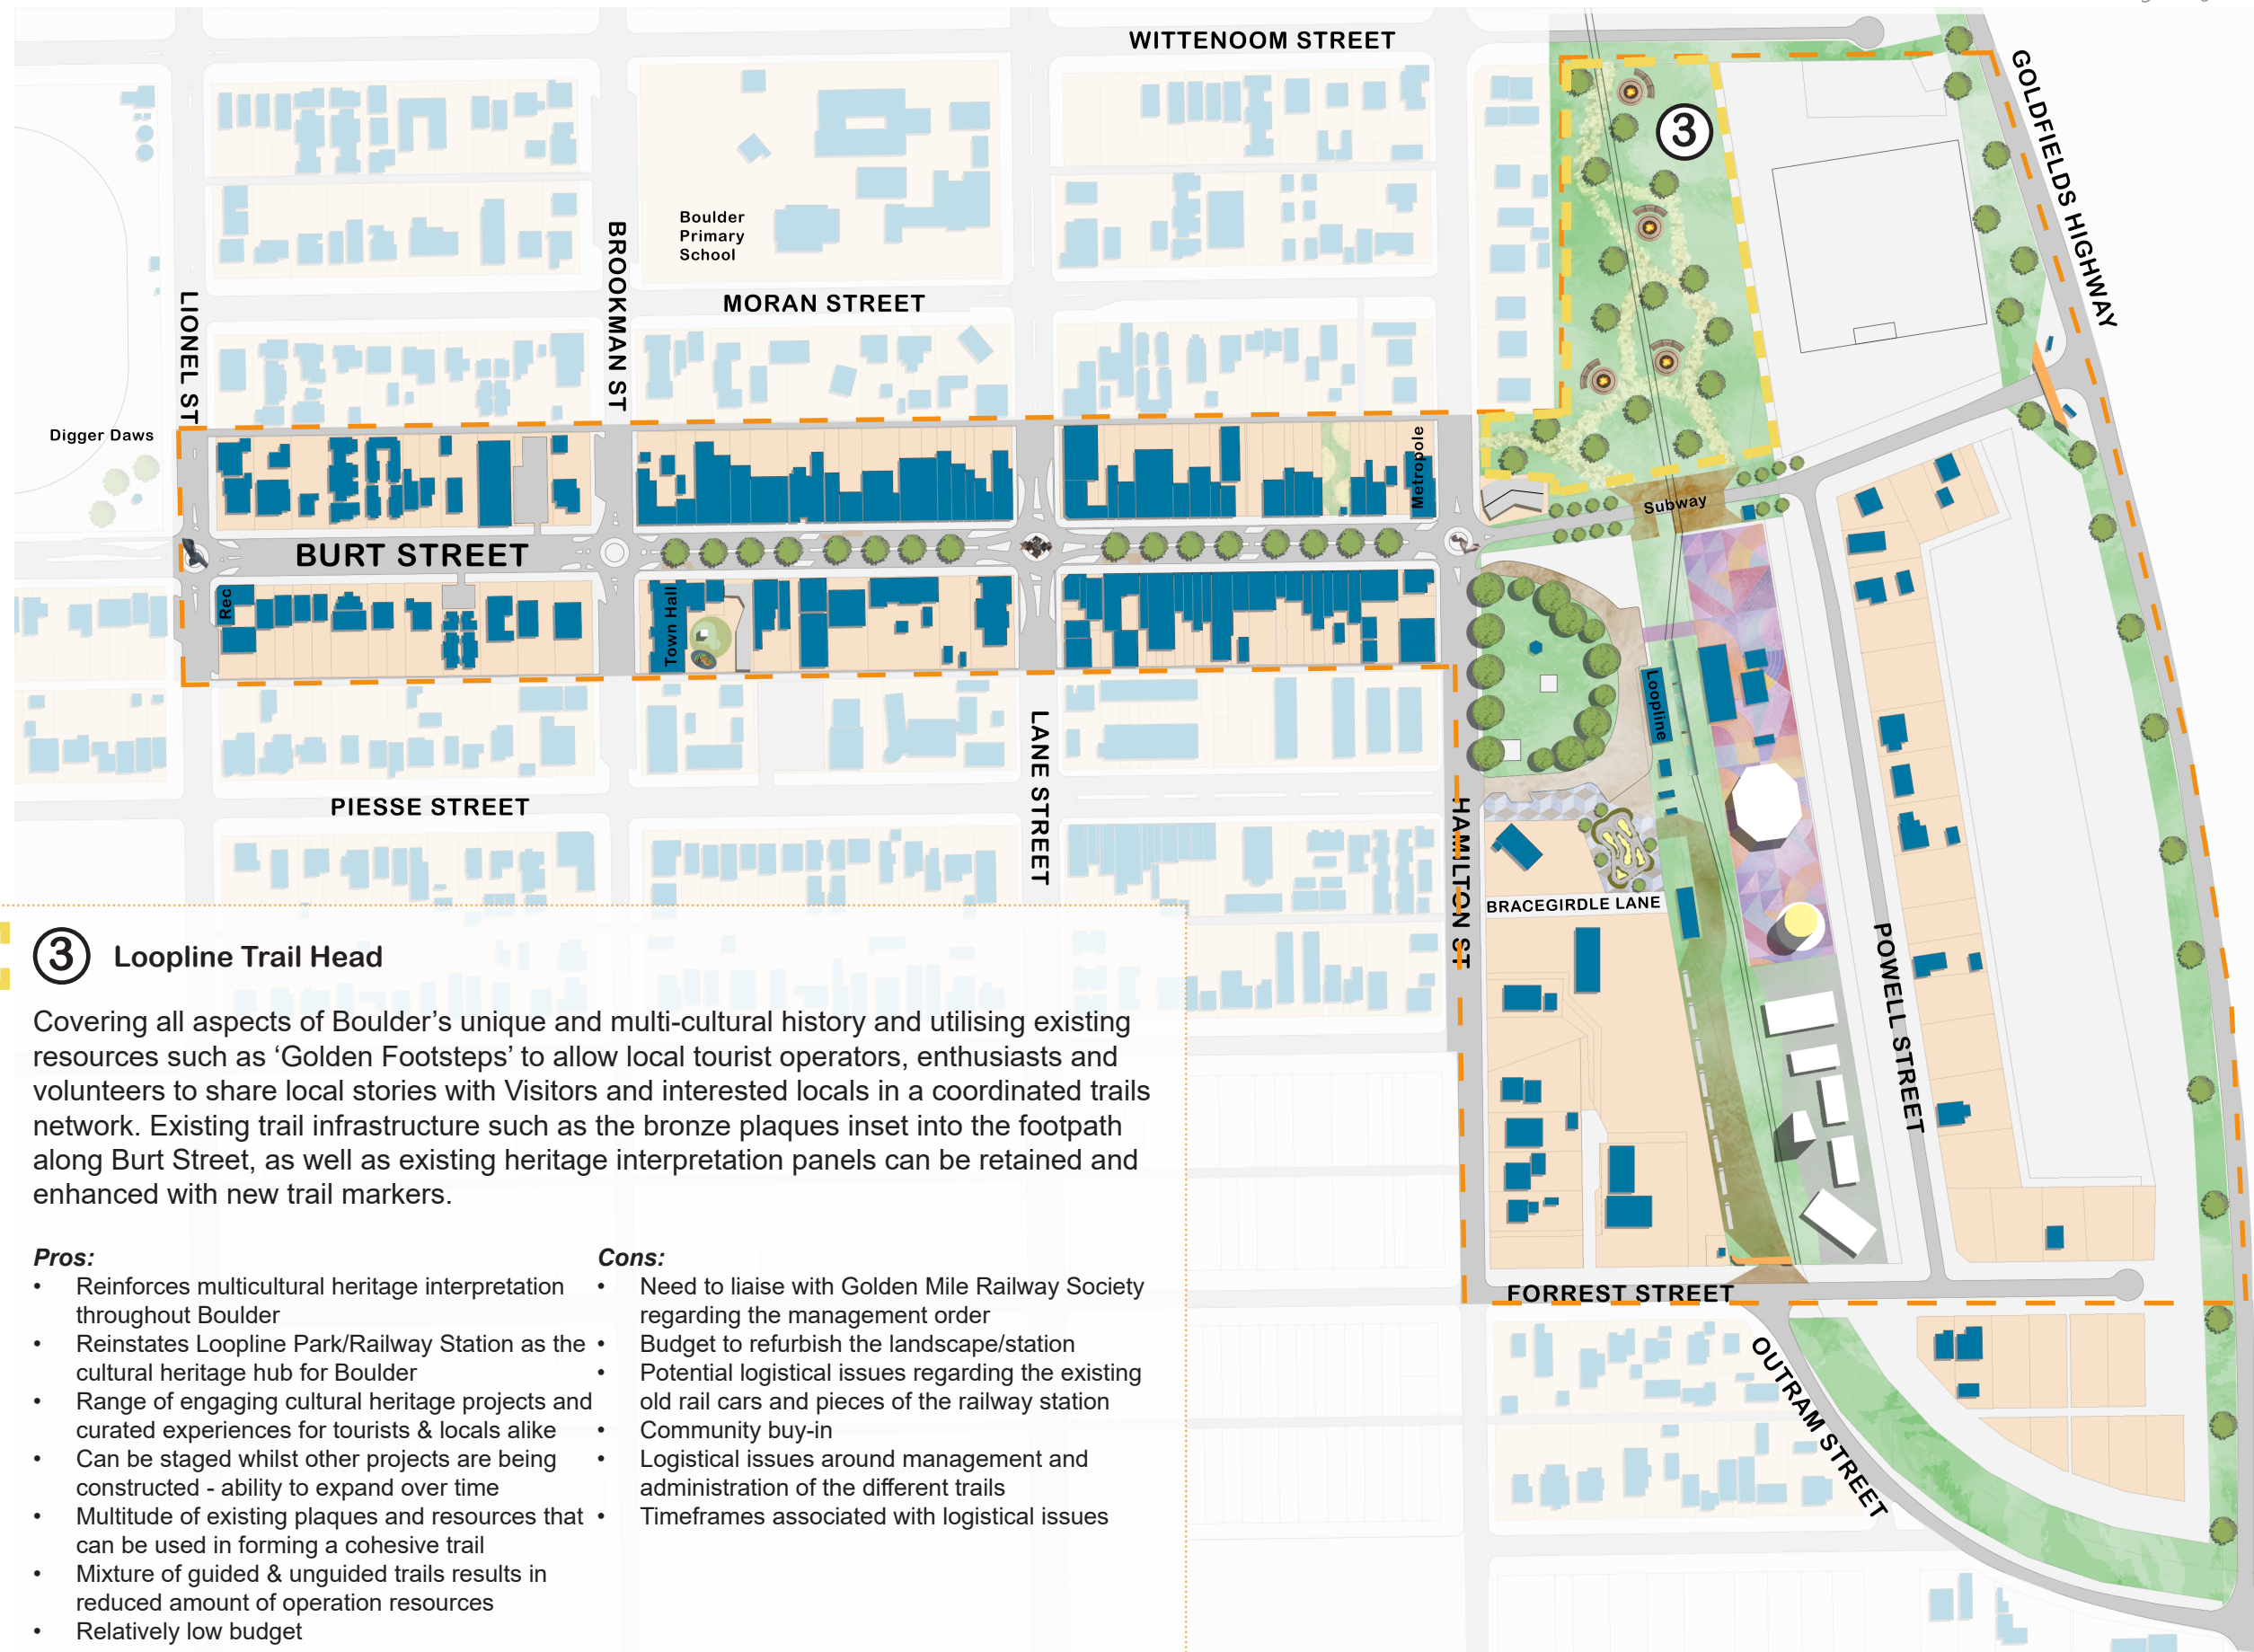 WITTENOOM STREET
GOLDFIELDS HIGHWAY
3
Boulder
Primary
School
BROOKMAN ST
MORAN STREET
LIONEL ST
Digger Daws
Metropole
Subway
BURT STREET
Rec
Town Hall
Loopline
LANE STREET
PIESSE STREET
HAMILTON ST
BRACEGIRDLE LANE
POWELL STREET
FORREST STREET
OUTRAM STREET
3 Loopline Trail Head
Covering all aspects of Boulder’s unique and multi-cultural history and utilising existing
resources such as ‘Golden Footsteps’ to allow local tourist operators, enthusiasts and
volunteers to share local stories with Visitors and interested locals in a coordinated trails
network. Existing trail infrastructure such as the bronze plaques inset into the footpath
along Burt Street, as well as existing heritage interpretation panels can be retained and
enhanced with new trail markers.
Pros:
• Reinforces multicultural heritage interpretation
throughout Boulder
• Reinstates Loopline Park/Railway Station as the
cultural heritage hub for Boulder
• Range of engaging cultural heritage projects and
curated experiences for tourists & locals alike
• Can be staged whilst other projects are being
constructed - ability to expand over time
• Multitude of existing plaques and resources that
can be used in forming a cohesive trail
• Mixture of guided & unguided trails results in
reduced amount of operation resources
• Relatively low budget
Cons:
• Need to liaise with Golden Mile Railway Society
regarding the management order
• Budget to refurbish the landscape/station
• Potential logistical issues regarding the existing
old rail cars and pieces of the railway station
• Community buy-in
• Logistical issues around management and
administration of the different trails
• Timeframes associated with logistical issues